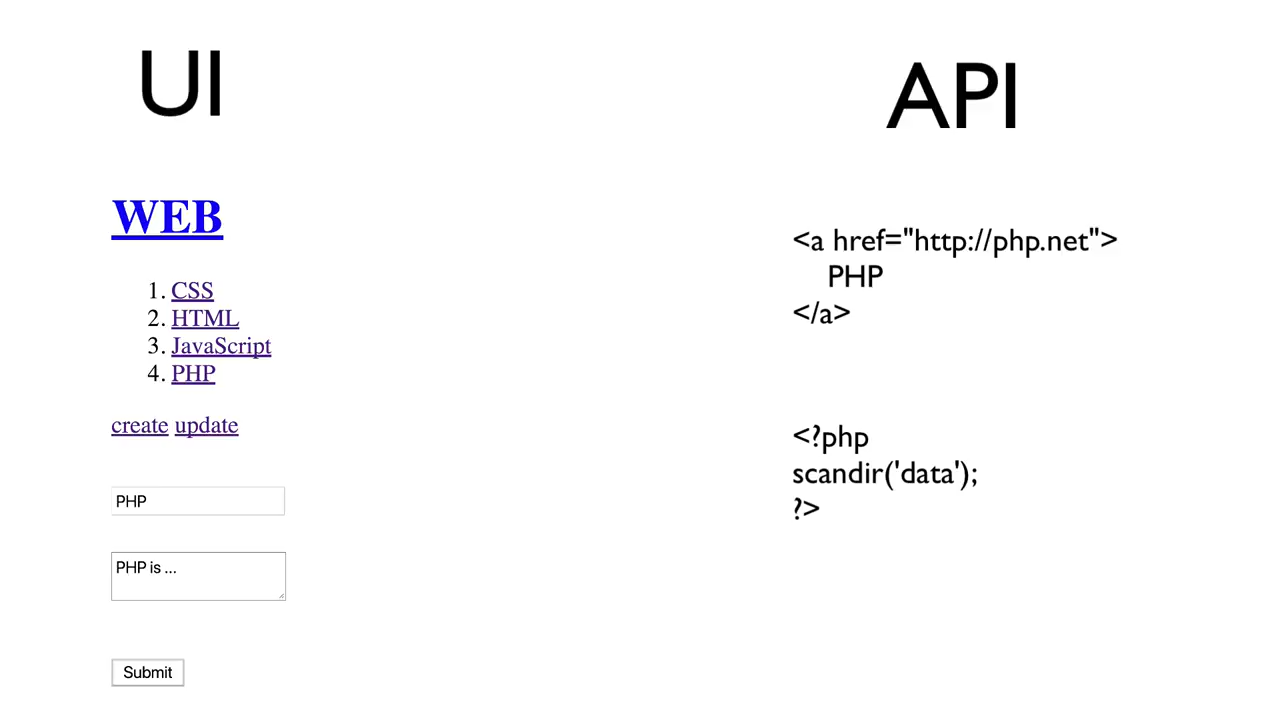 UI
WEB
1. CSS
2. HTML
3. JavaScript
4. PHP
create update
PHP
PHP is ...
Submit
API
<a href="http://php.net">
PHP
</a>
<?php
scandir('data');
?>